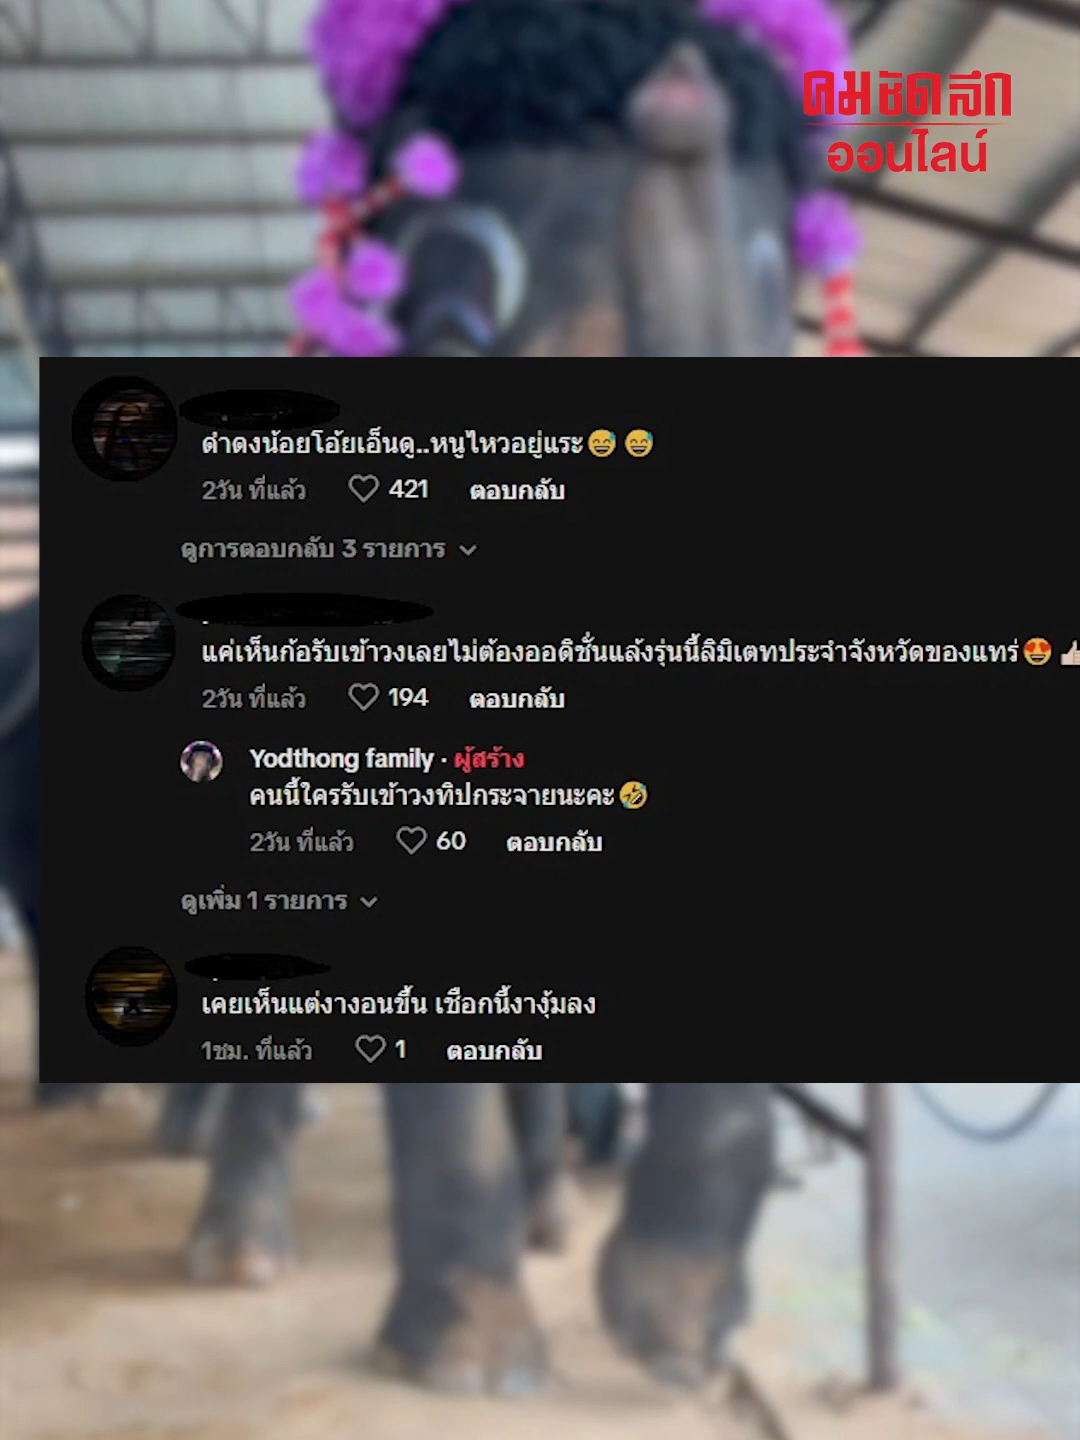 คมชัดลึก
ออนไลน์
ดำดงน้อยโอ้ยเอ็นดู..หนูไหวอยู่แระ😅😅
2วัน ที่แล้ว 421 ตอบกลับ
ดูการตอบกลับ 3 รายการ
แค่เห็นก้อรับเข้าวงเลยไม่ต้องออดิชั่นแล้งรุ่นนี้ลิมิเตทประจำจังหวัดของแทร่😍👍🏻
2วัน ที่แล้ว 194 ตอบกลับ
Yodthong family · ผู้สร้าง
คนนี้ใครรับเข้าวงทิปกระจายนะคะ🤣
2วัน ที่แล้ว 60 ตอบกลับ
ดูเพิ่ม 1 รายการ
เคยเห็นแต่งางอนขึ้น เชือกนี้งางุ้มลง
1ชม. ที่แล้ว 1 ตอบกลับ